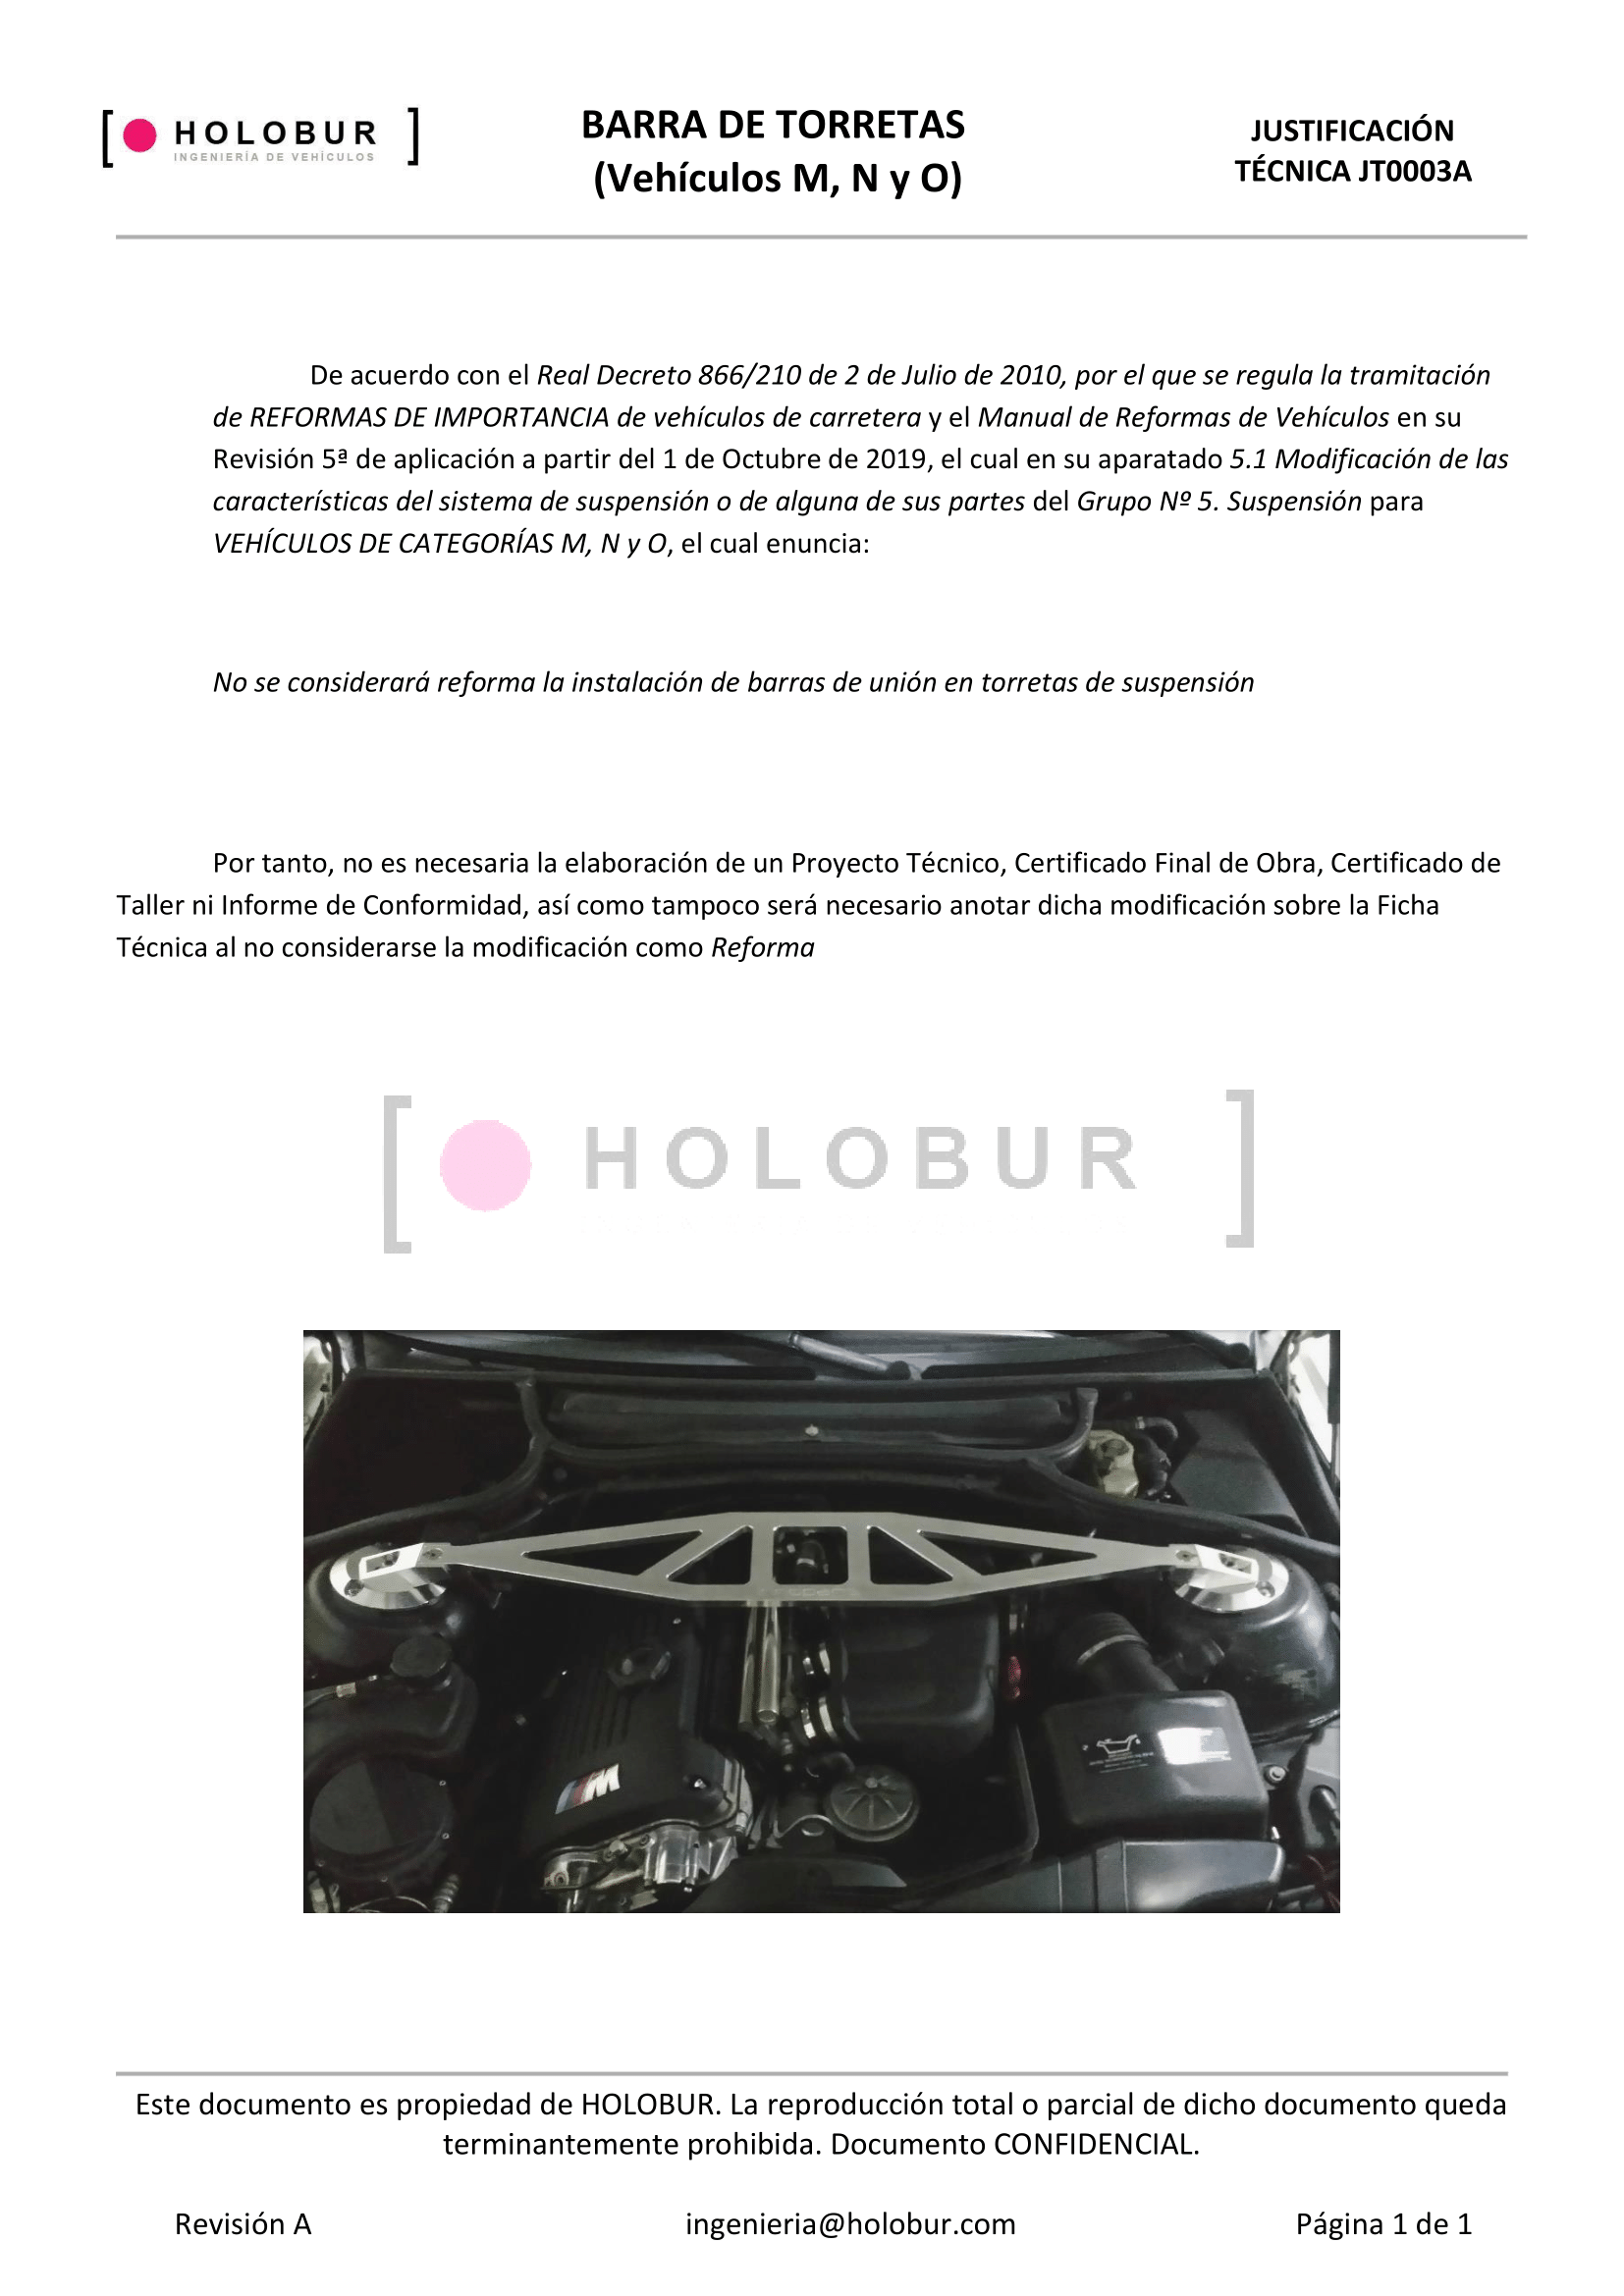 HOLOBUR
INGENIERÍA DE VEHÍCULOS
BARRA DE TORRETAS
(Vehículos M, N y O)
JUSTIFICACIÓN
TÉCNICA JT0003A
De acuerdo con el Real Decreto 866/210 de 2 de Julio de 2010, por el que se regula la tramitación
de REFORMAS DE IMPORTANCIA de vehículos de carretera y el Manual de Reformas de Vehículos en su
Revisión 5ª de aplicación a partir del 1 de Octubre de 2019, el cual en su aparatado 5.1 Modificación de las
características del sistema de suspensión o de alguna de sus partes del Grupo Nº 5. Suspensión para
VEHÍCULOS DE CATEGORÍAS M, N y O, el cual enuncia:
No se considerará reforma la instalación de barras de unión en torretas de suspensión
Por tanto, no es necesaria la elaboración de un Proyecto Técnico, Certificado Final de Obra, Certificado de
Taller ni Informe de Conformidad, así como tampoco será necesario anotar dicha modificación sobre la Ficha
Técnica al no considerarse la modificación como Reforma
HOLOBUR
M
Este documento es propiedad de HOLOBUR. La reproducción total o parcial de dicho documento queda
terminantemente prohibida. Documento CONFIDENCIAL.
Revisión A
ingenieria@holobur.com
Página 1 de 1